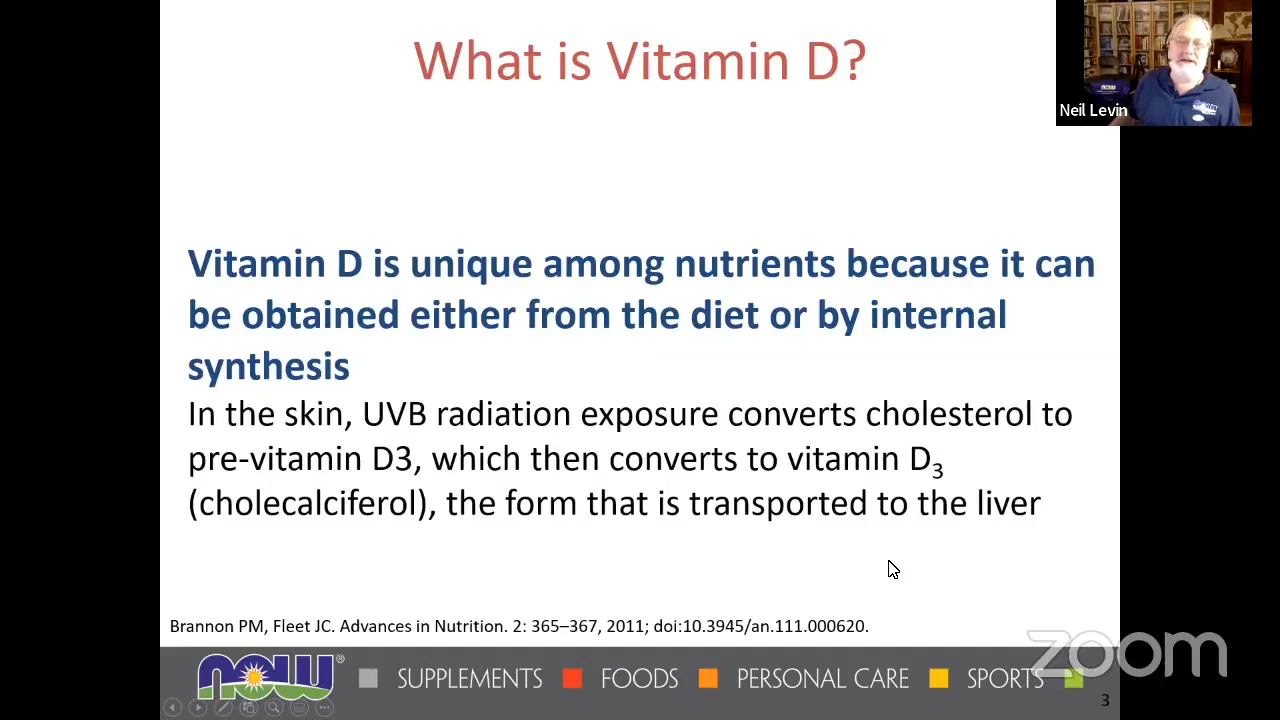 What is Vitamin D?
Neil Levin
Vitamin D is unique among nutrients because it can
be obtained either from the diet or by internal
synthesis
In the skin, UVB radiation exposure converts cholesterol to
pre-vitamin D3, which then converts to vitamin D3
(cholecalciferol), the form that is transported to the liver
Brannon PM, Fleet JC. Advances in Nutrition. 2: 365–367, 2011; doi:10.3945/an.111.000620.
NOW® SUPPLEMENTS FOODS PERSONAL CARE SPORTS
zoom
3